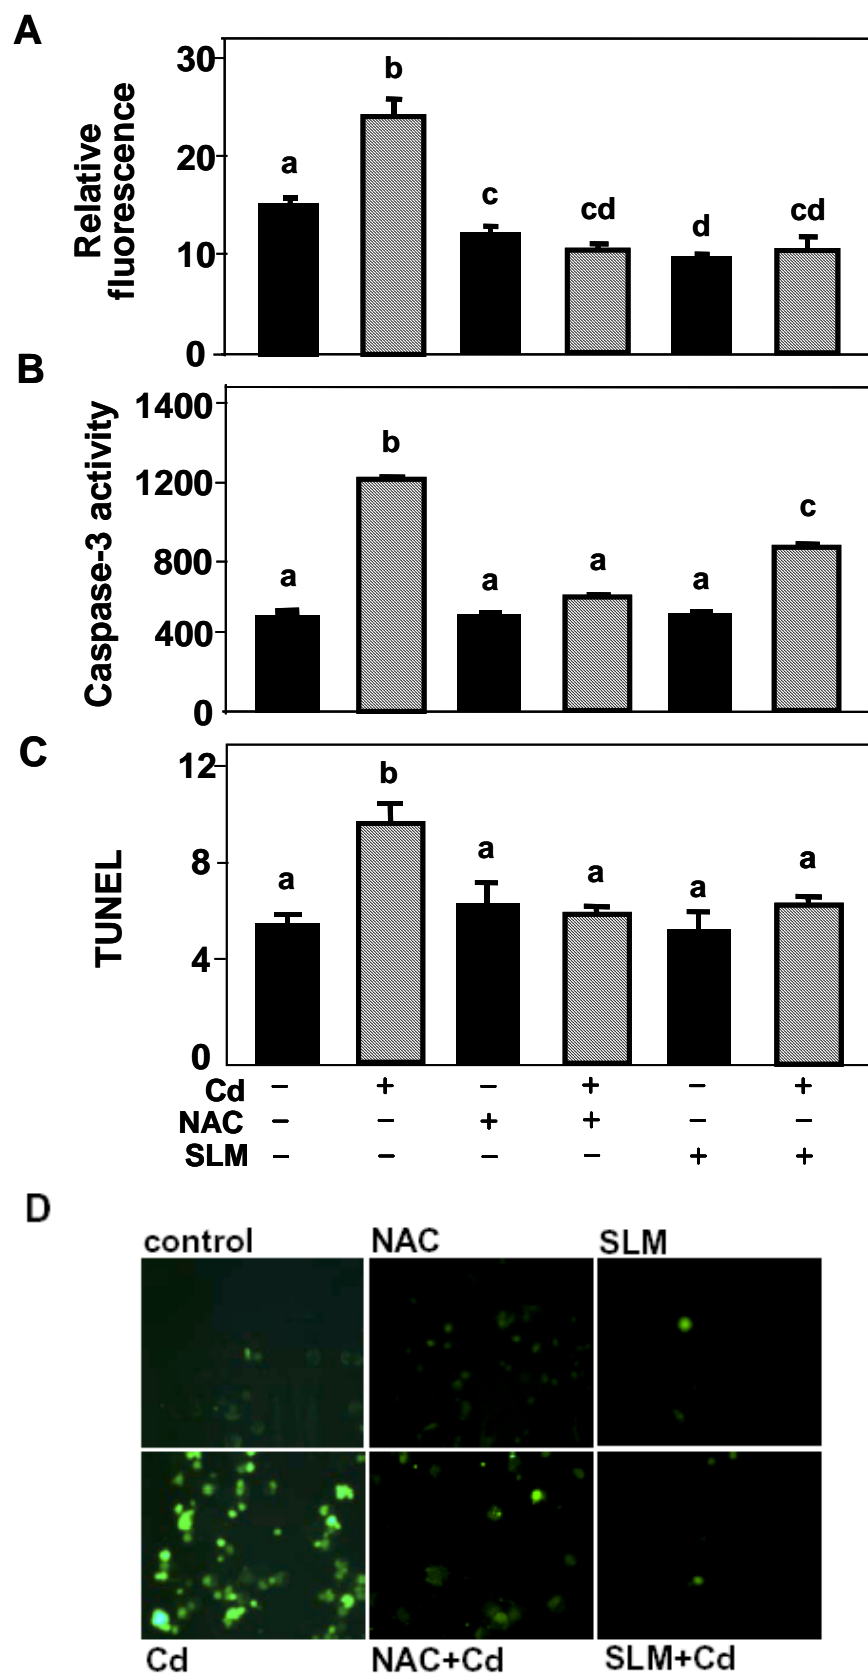 A
Relative
fluorescence
30
20
10
0
a
b
c
cd
d
cd
B
Caspase-3 activity
1400
1200
800
400
0
a
b
a
a
a
c
C
TUNEL
12
8
4
0
a
b
a
a
a
a
Cd − + − + − +
NAC − − + + − −
SLM − − − − + +
D
control NAC SLM
Cd NAC+Cd SLM+Cd